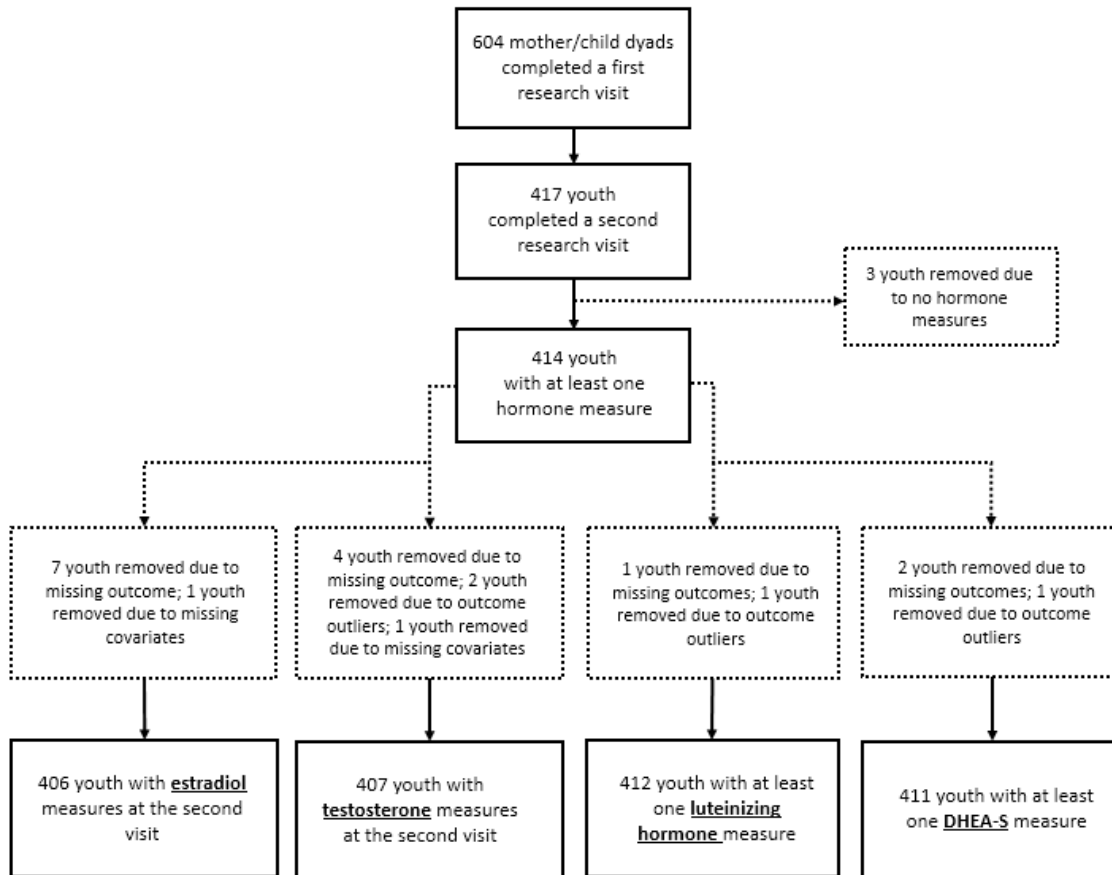 604 mother/child dyads
completed a first
research visit
417 youth
completed a second
research visit
3 youth removed due
to no hormone
measures
414 youth
with at least one
hormone measure
7 youth removed due to
missing outcome; 1 youth
removed due to missing
covariates
4 youth removed due to
missing outcome; 2 youth
removed due to outcome
outliers; 1 youth removed
due to missing covariates
1 youth removed due to
missing outcomes; 1 youth
removed due to outcome
outliers
2 youth removed due to
missing outcomes; 1 youth
removed due to outcome
outliers
406 youth with estradiol
measures at the second
visit
407 youth with
testosterone measures
at the second visit
412 youth with at least
one luteinizing
hormone measure
411 youth with at least
one DHEA-S measure